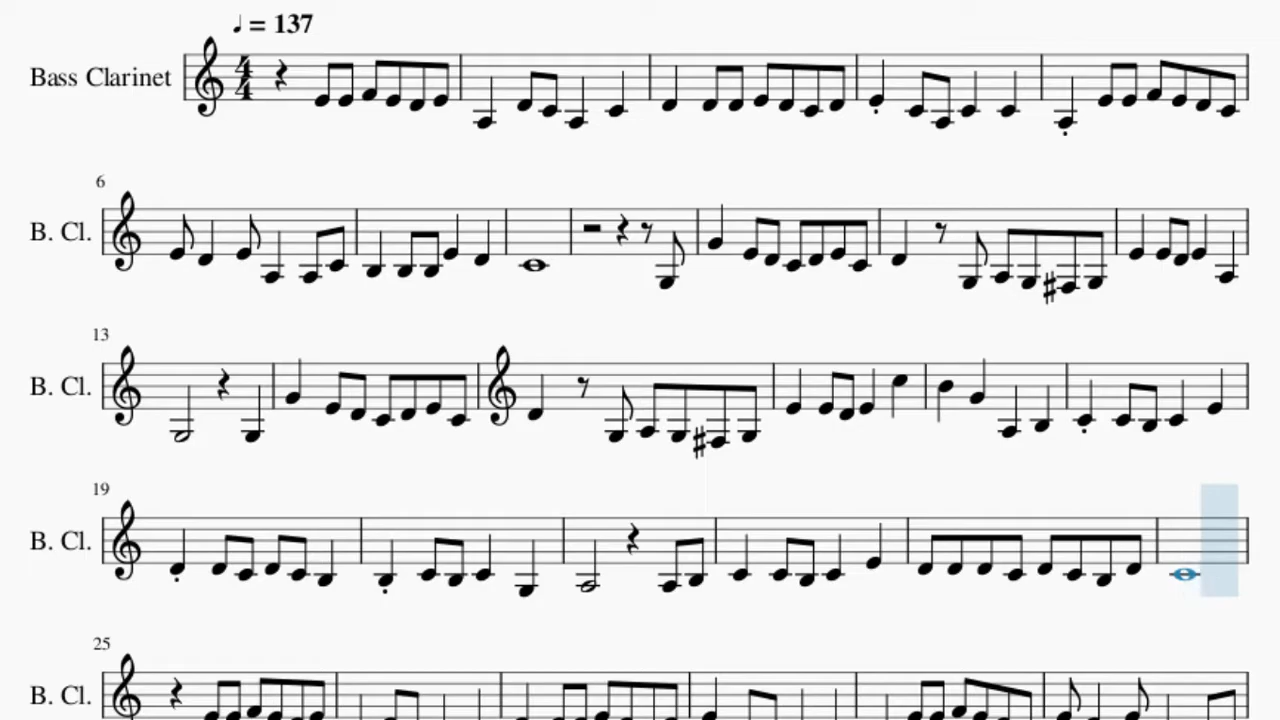 ♩ = 137
Bass Clarinet
4
4
6
B. Cl.
13
B. Cl.
19
B. Cl.
25
B. Cl.